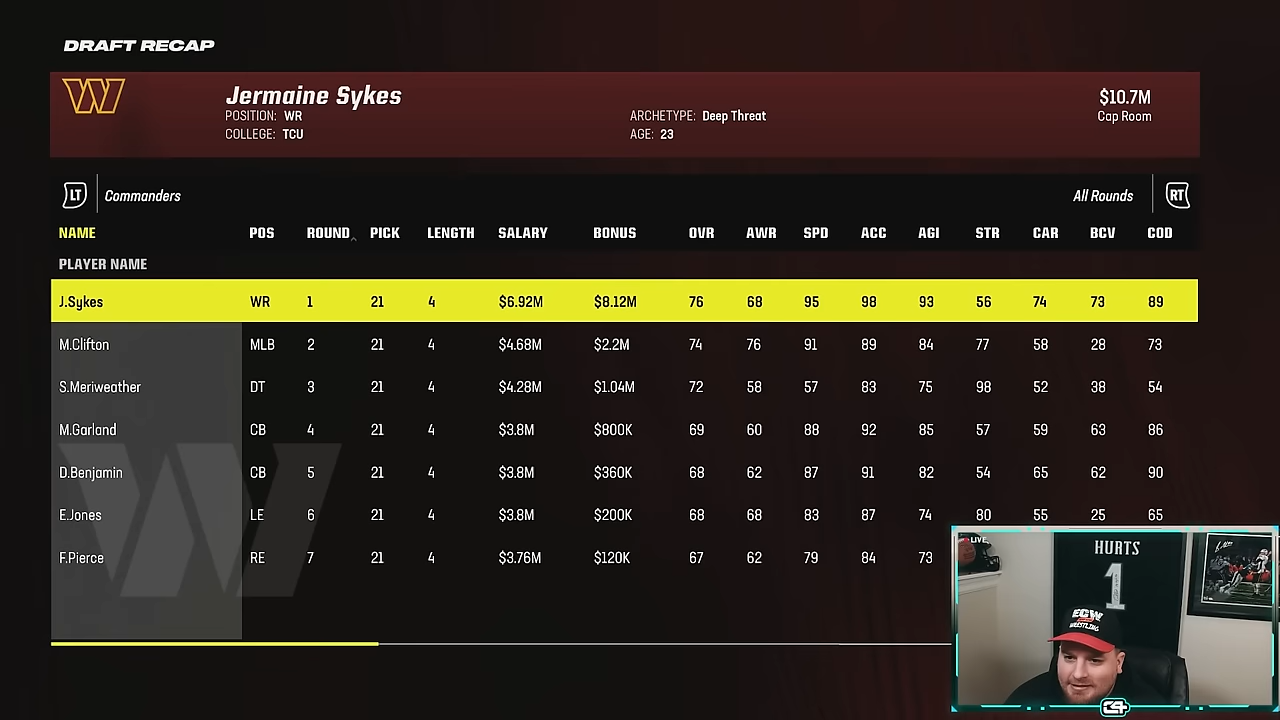 DRAFT RECAP
Jermaine Sykes
POSITION: WR
COLLEGE: TCU
ARCHETYPE: Deep Threat
AGE: 23
$10.7M
Cap Room
LT Commanders All Rounds RT
NAME POS ROUND PICK LENGTH SALARY BONUS OVR AWR SPD ACC AGI STR CAR BCV COD
PLAYER NAME
J.Sykes WR 1 21 4 $6.92M $8.12M 76 68 95 98 93 56 74 73 89
M.Clifton MLB 2 21 4 $4.68M $2.2M 74 76 91 89 84 77 58 28 73
S.Meriweather DT 3 21 4 $4.28M $1.04M 72 58 57 83 75 98 52 38 54
M.Garland CB 4 21 4 $3.8M $800K 69 60 88 92 85 57 59 63 86
D.Benjamin CB 5 21 4 $3.8M $360K 68 62 87 91 82 54 65 62 90
E.Jones LE 6 21 4 $3.8M $200K 68 68 83 87 74 80 55 25 65
F.Pierce RE 7 21 4 $3.76M $120K 67 62 79 84 73
LIVE
HURTS
1
ECW
WRESTLING